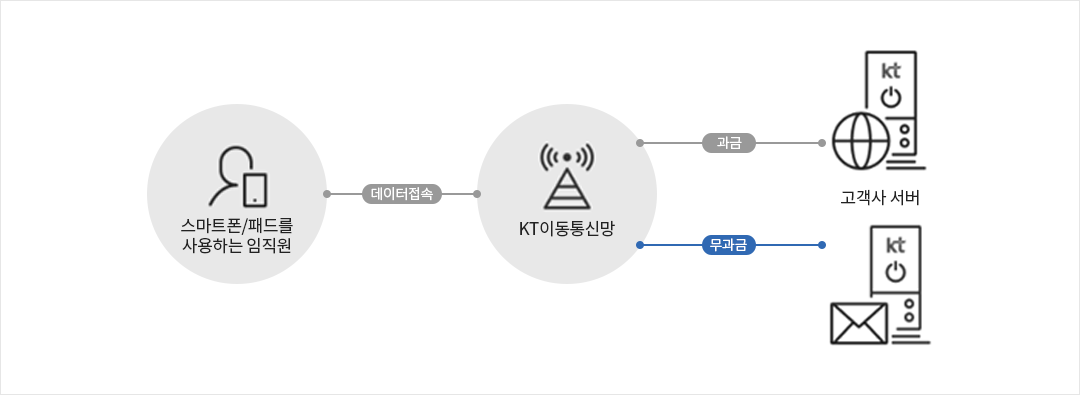 스마트폰/패드를
사용하는 임직원
데이터접속
KT이동통신망
과금
무과금
kt
고객사 서버
kt